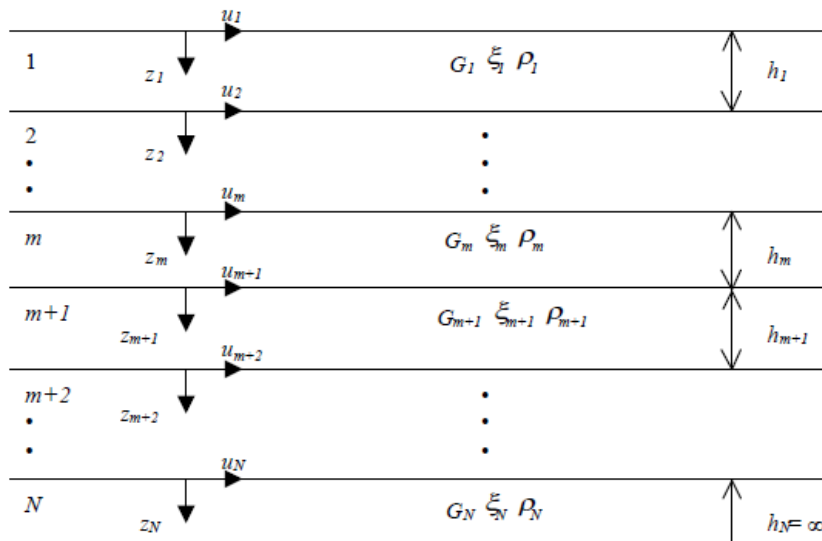 u1
1 z1 G1 ξ1 ρ1 h1
u2
2 z2
um
m zm Gm ξm ρm hm
um+1
m+1 zm+1 Gm+1 ξm+1 ρm+1 hm+1
um+2
m+2 zm+2
uN
N zN GN ξN ρN hN= ∞